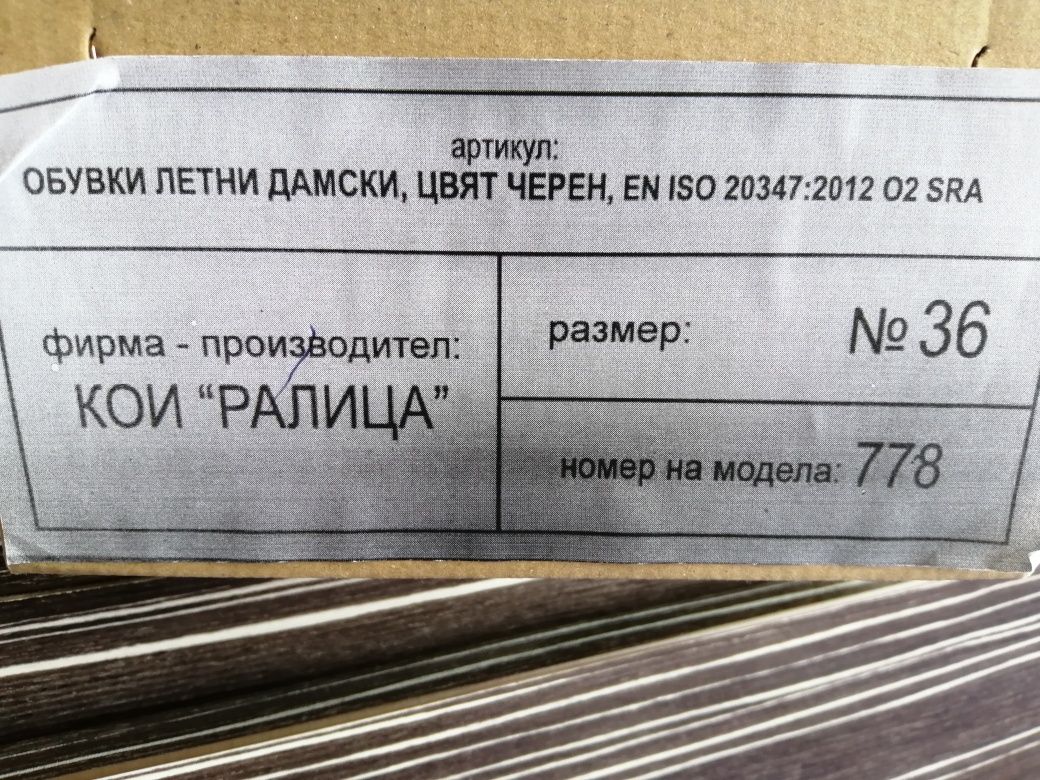 артикул:
ОБУВКИ ЛЕТНИ ДАМСКИ, ЦВЯТ ЧЕРЕН, EN ISO 20347:2012 O2 SRA
фирма - производител:
КОИ "РАЛИЦА"
размер: № 36
номер на модела: 778